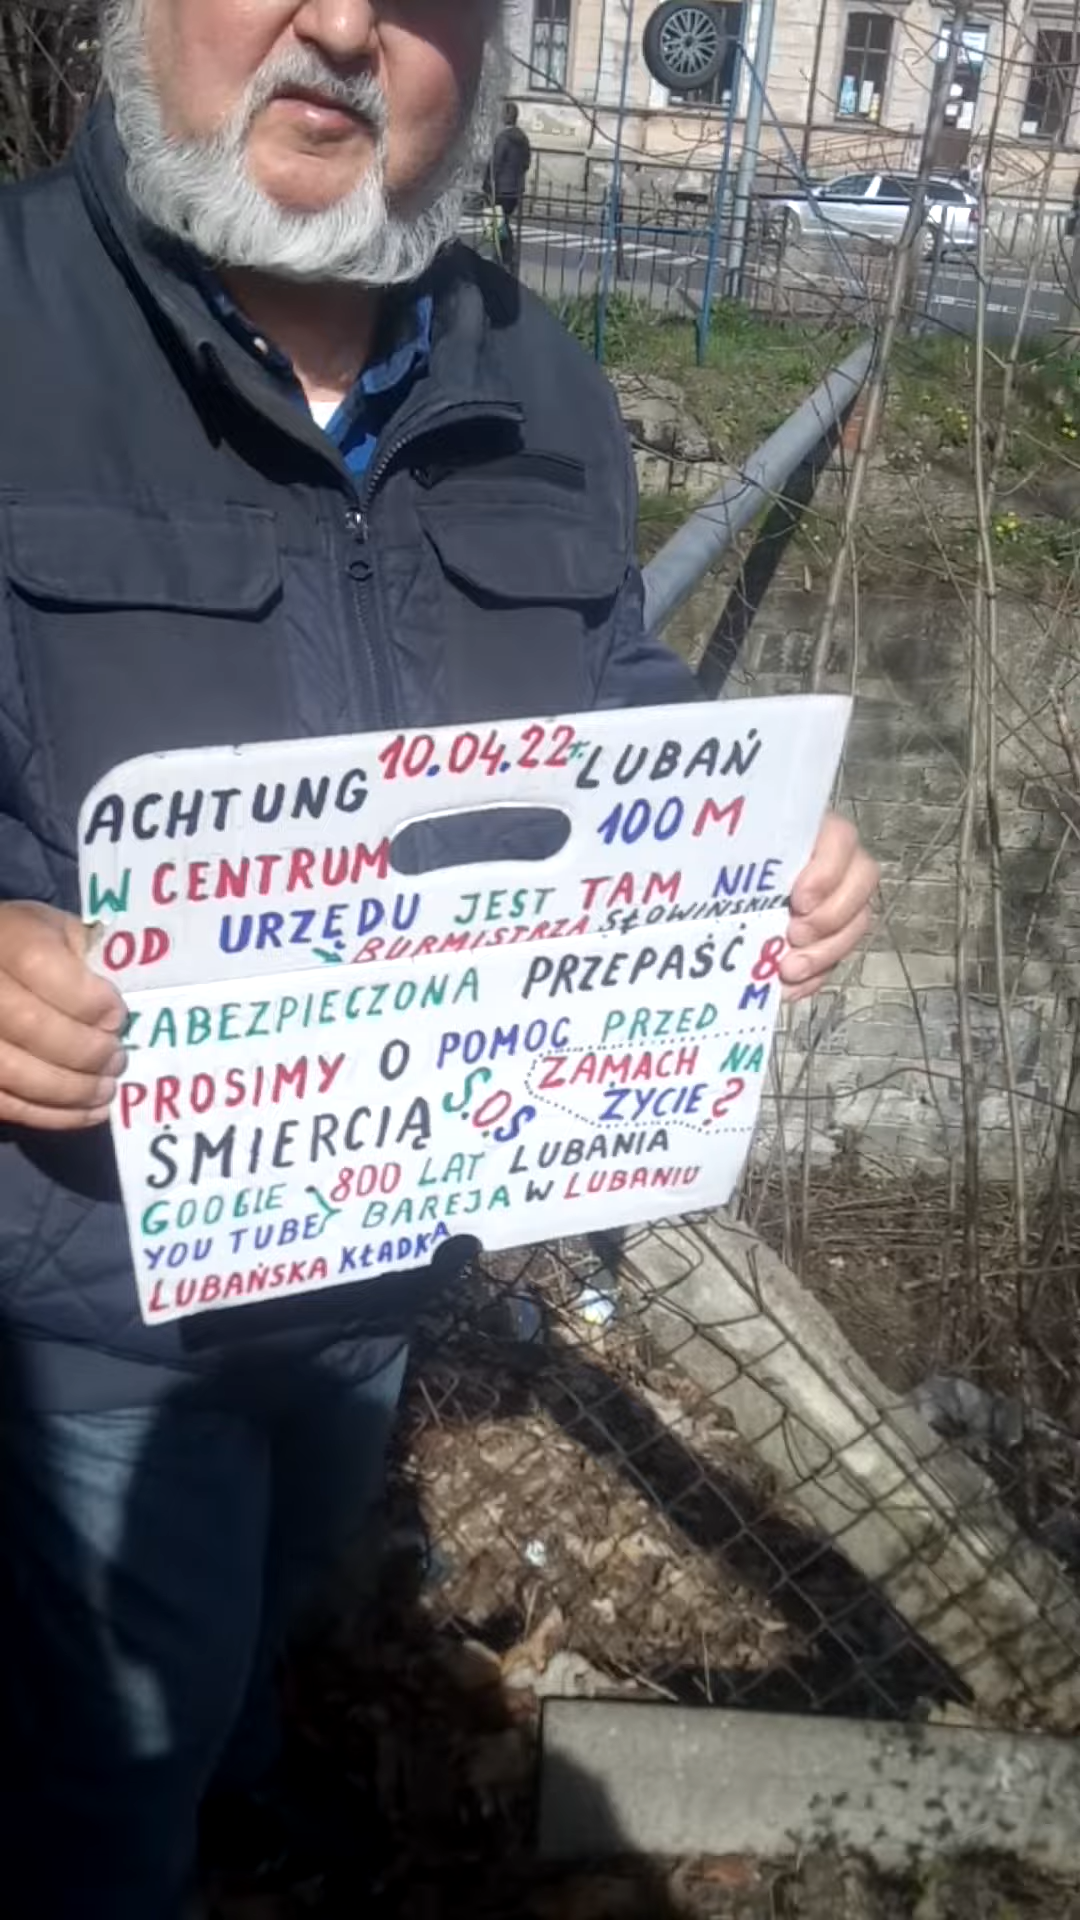 ACHTUNG 10.04.22r. LUBAŃ
W CENTRUM 100 M
OD URZĘDU JEST TAM NIE
BURMISTRZA SŁOWIŃSKIEGO
ZABEZPIECZONA PRZEPAŚĆ 8 M
PROSIMY O POMOC PRZED
ŚMIERCIĄ S.O.S ZAMACH NA
ŻYCIE?
GOOGLE 800 LAT LUBANIA
YOU TUBE BAREJA W LUBANIU
LUBAŃSKA KŁADKA